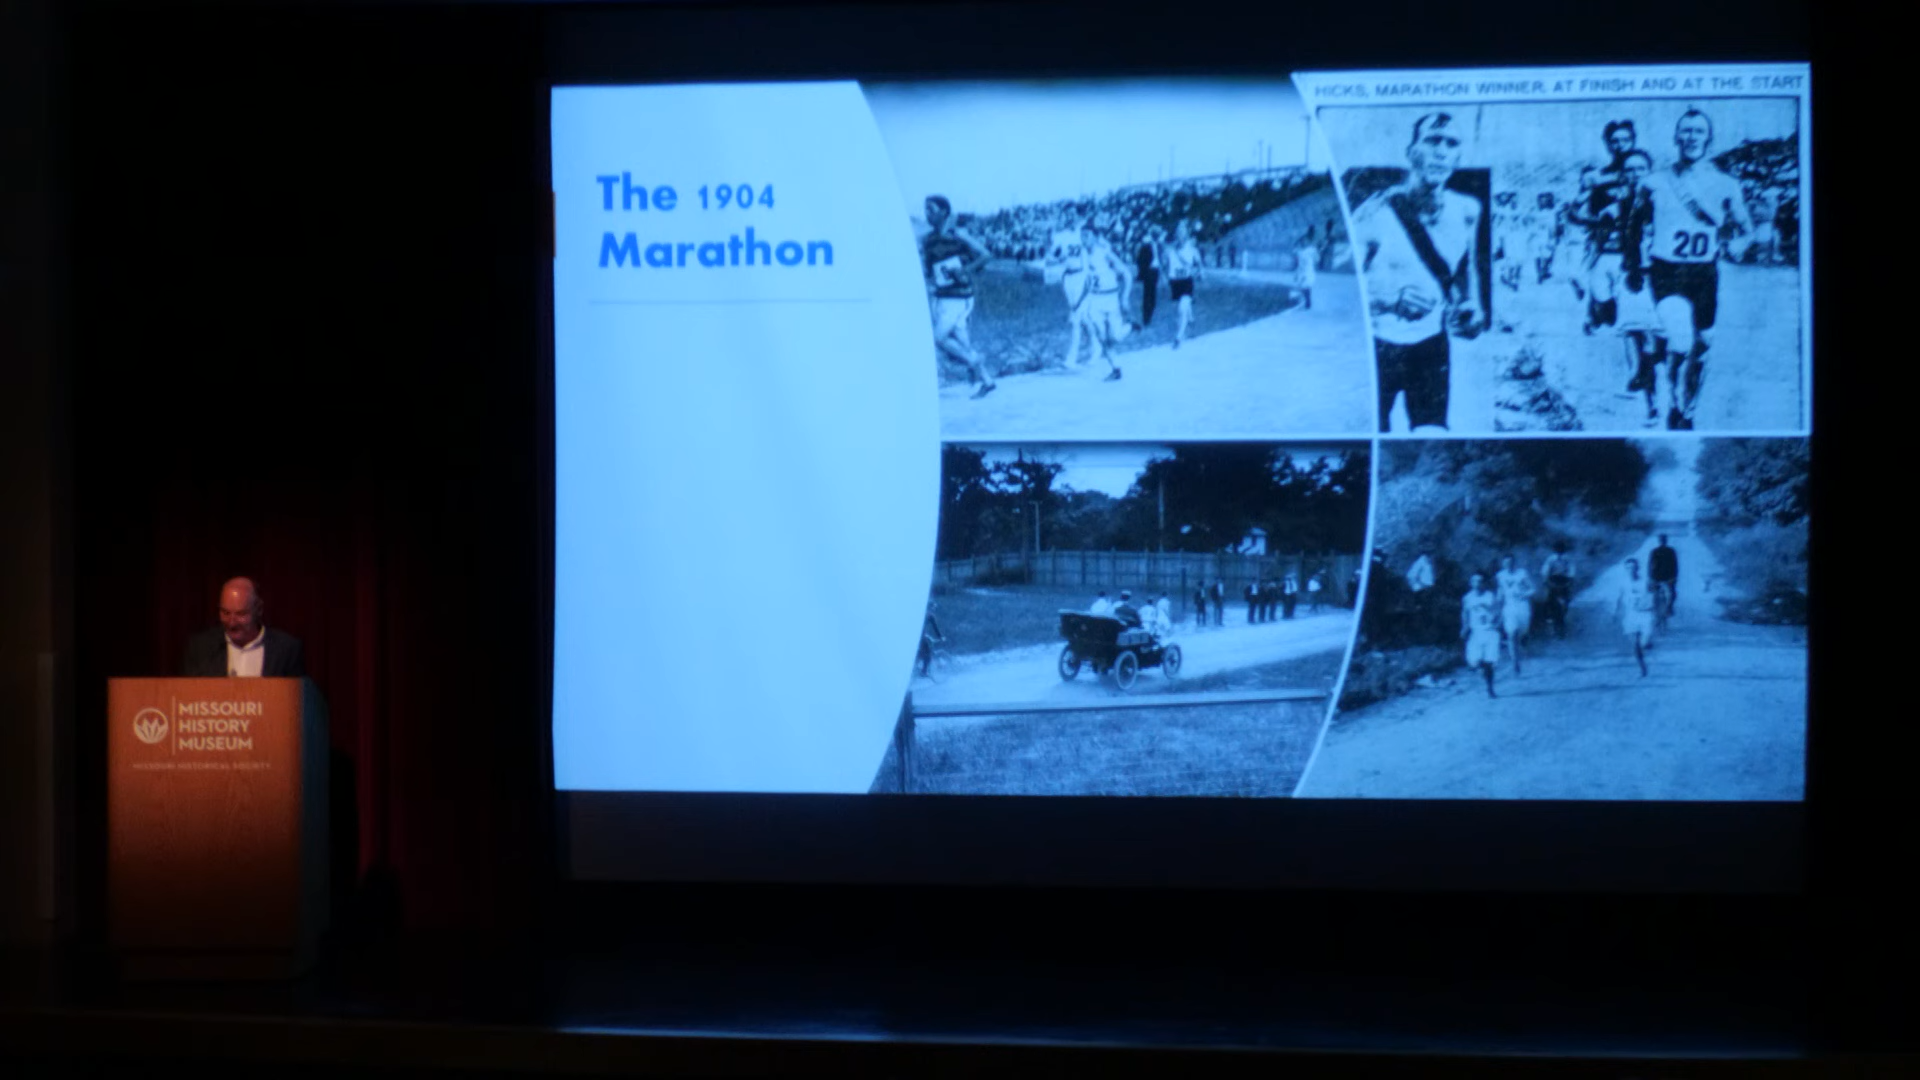 The 1904
Marathon
HICKS, MARATHON WINNER, AT FINISH AND AT THE START
20
MISSOURI
HISTORY
MUSEUM
MISSOURI HISTORICAL SOCIETY